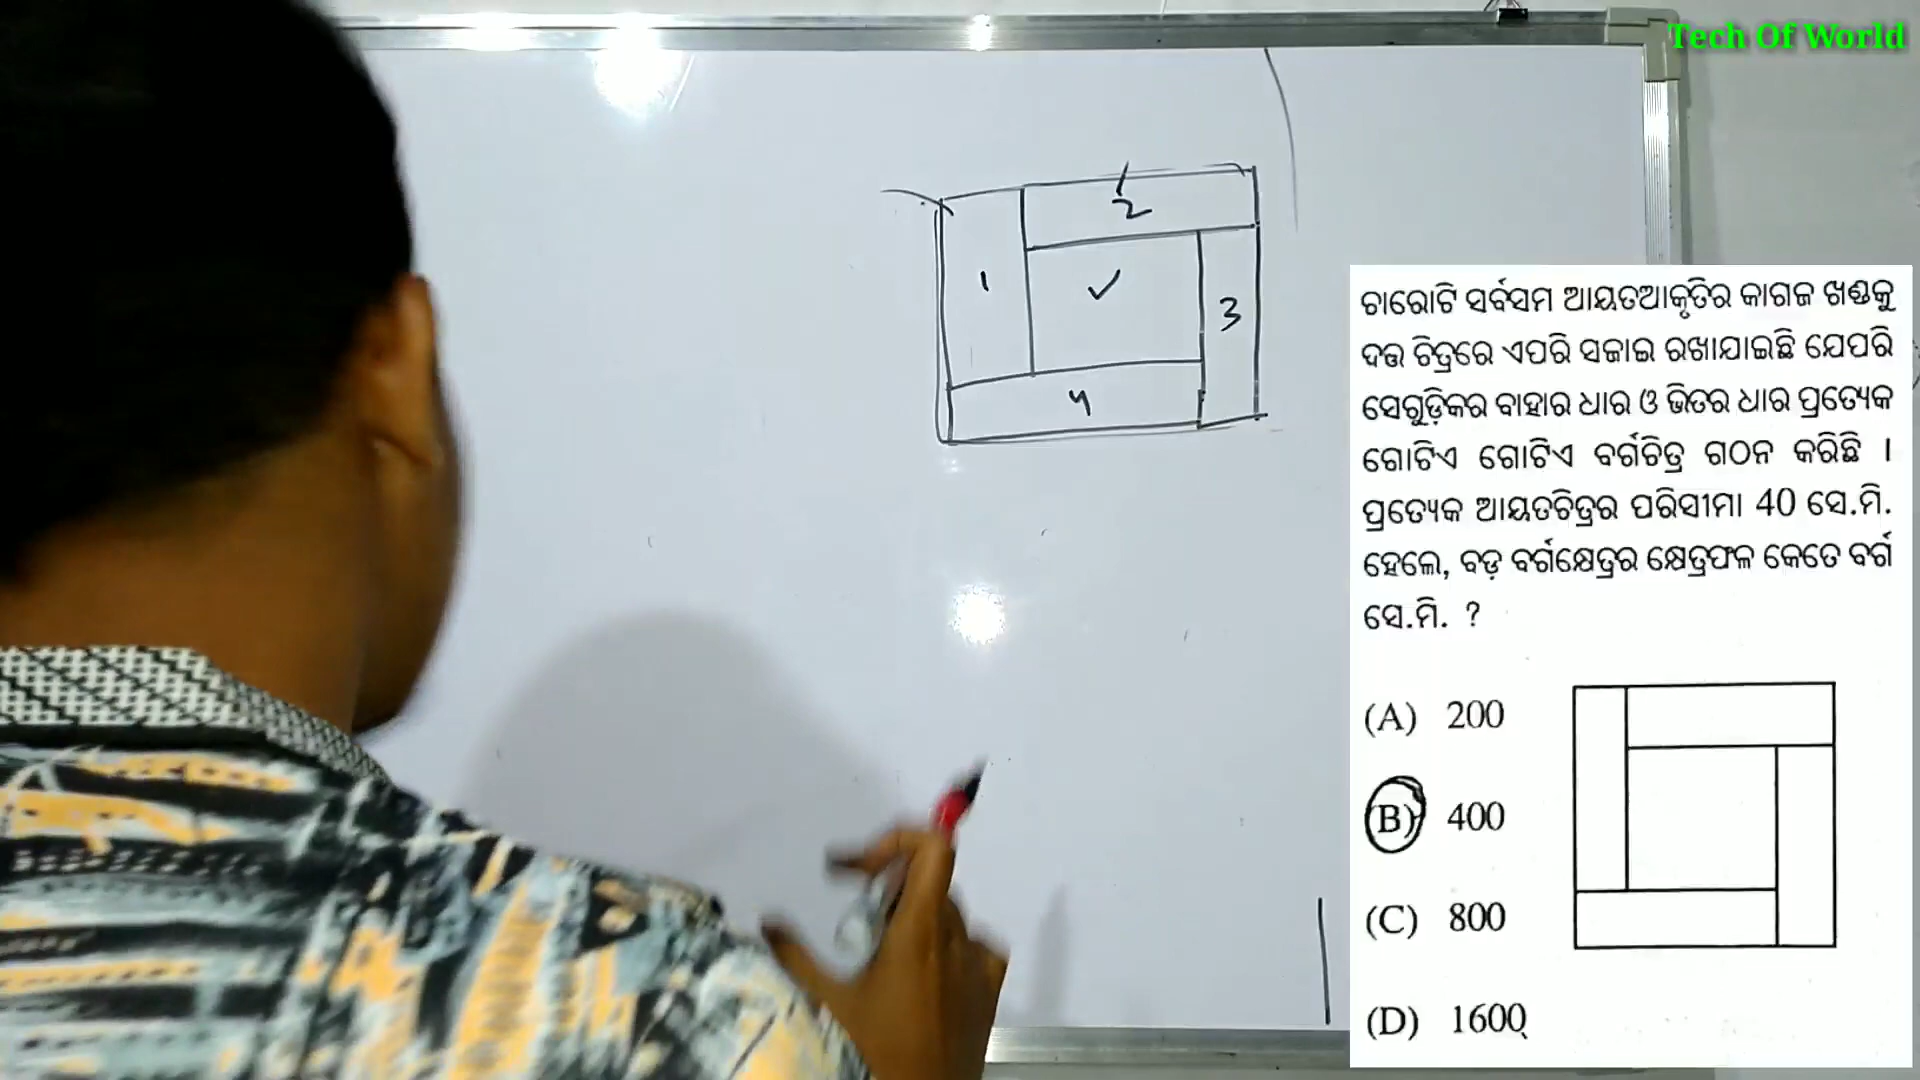 Tech Of World
2
1
3
4
ଚାରୋଟି ସର୍ବସମ ଆୟତଆକୃତିର କାଗଜ ଖଣ୍ଡକୁ
ଦତ୍ତ ଚିତ୍ରରେ ଏପରି ସଜାଇ ରଖାଯାଇଛି ଯେପରି
ସେଗୁଡ଼ିକର ବାହାର ଧାର ଓ ଭିତର ଧାର ପ୍ରତ୍ୟେକ
ଗୋଟିଏ ଗୋଟିଏ ବର୍ଗଚିତ୍ର ଗଠନ କରିଛି ।
ପ୍ରତ୍ୟେକ ଆୟତଚିତ୍ରର ପରିସୀମା 40 ସେ.ମି.
ହେଲେ, ବଡ଼ ବର୍ଗକ୍ଷେତ୍ରର କ୍ଷେତ୍ରଫଳ କେତେ ବର୍ଗ
ସେ.ମି. ?
(A) 200
(B) 400
(C) 800
(D) 1600